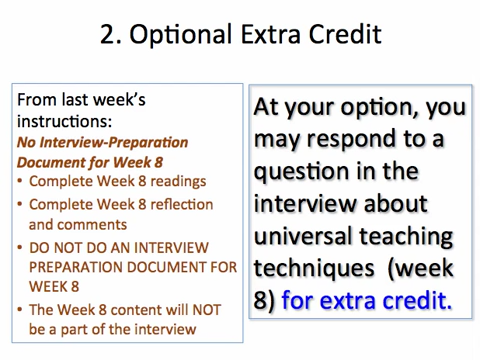 2. Optional Extra Credit
From last week's
instructions:
No Interview-Preparation
Document for Week 8
• Complete Week 8 readings
• Complete Week 8 reflection
and comments
• DO NOT DO AN INTERVIEW
PREPARATION DOCUMENT FOR
WEEK 8
• The Week 8 content will NOT
be a part of the interview
At your option, you
may respond to a
question in the
interview about
universal teaching
techniques (week
8) for extra credit.